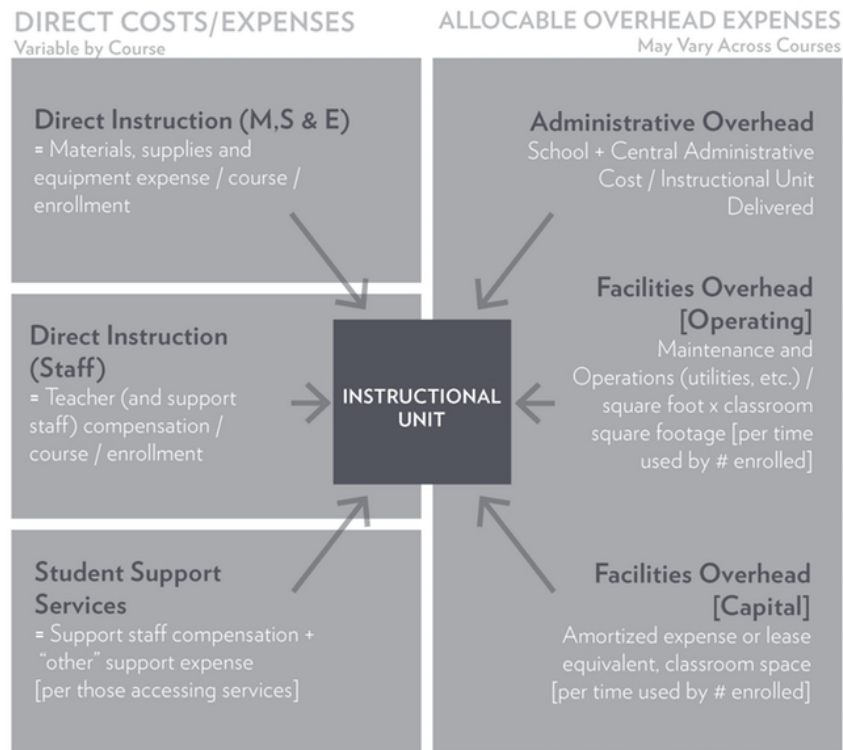 DIRECT COSTS/EXPENSES
Variable by Course
Direct Instruction (M,S & E)
= Materials, supplies and
equipment expense / course /
enrollment
Direct Instruction
(Staff)
= Teacher (and support
staff) compensation /
course / enrollment
Student Support
Services
= Support staff compensation +
“other” support expense
[per those accessing services]
INSTRUCTIONAL
UNIT
ALLOCABLE OVERHEAD EXPENSES
May Vary Across Courses
Administrative Overhead
School + Central Administrative
Cost / Instructional Unit
Delivered
Facilities Overhead
[Operating]
Maintenance and
Operations (utilities, etc.) /
square foot x classroom
square footage [per time
used by # enrolled]
Facilities Overhead
[Capital]
Amortized expense or lease
equivalent, classroom space
[per time used by # enrolled]